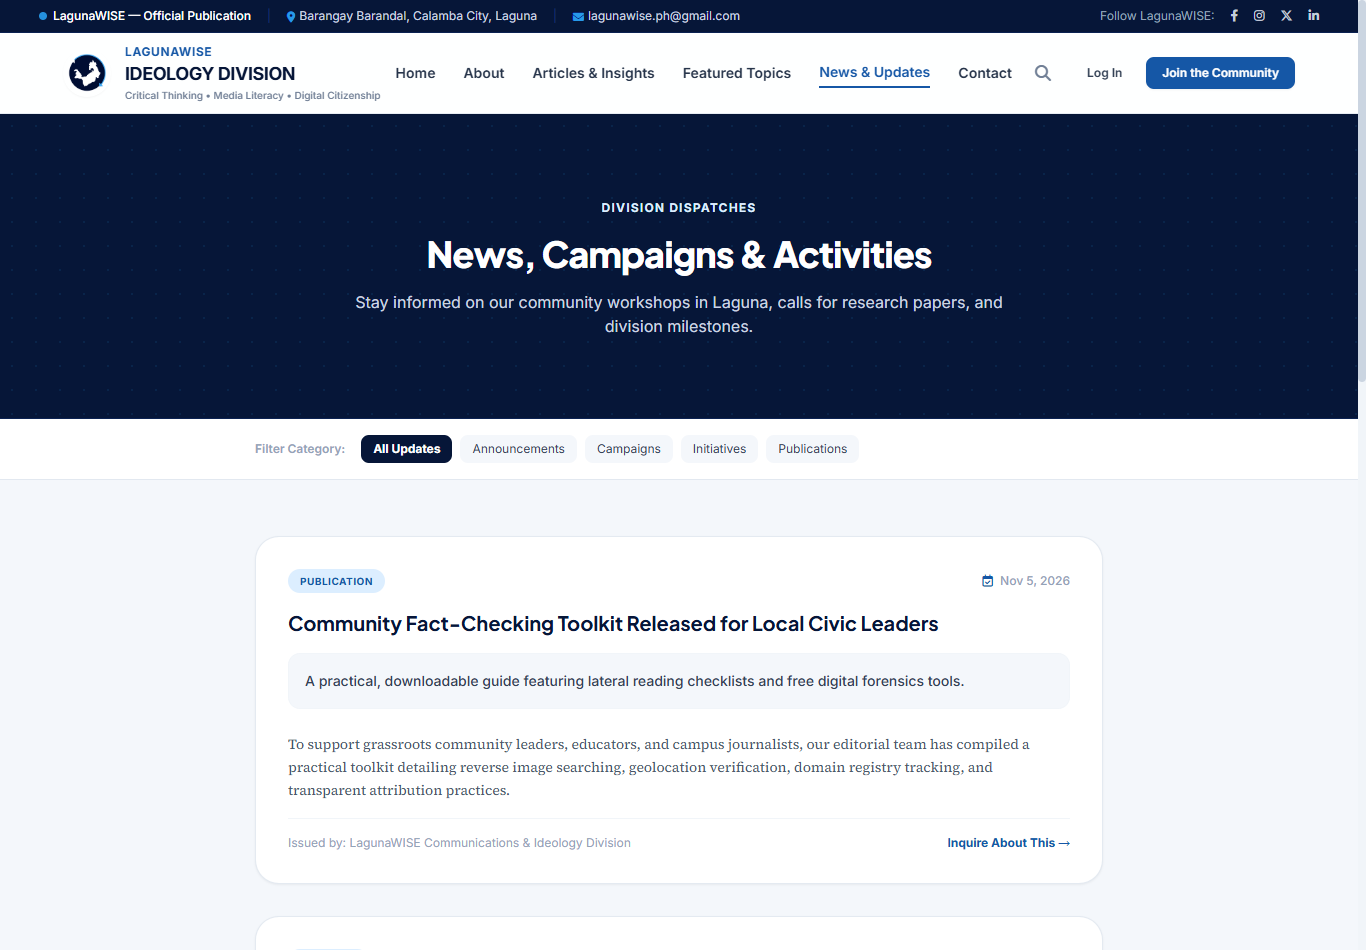 LagunaWISE — Official Publication
Barangay Barandal, Calamba City, Laguna
lagunawise.ph@gmail.com
Follow LagunaWISE:
LAGUNAWISE
IDEOLOGY DIVISION
Critical Thinking • Media Literacy • Digital Citizenship
Home
About
Articles & Insights
Featured Topics
News & Updates
Contact
Log In
Join the Community
DIVISION DISPATCHES
News, Campaigns & Activities
Stay informed on our community workshops in Laguna, calls for research papers, and
division milestones.
Filter Category:
All Updates
Announcements
Campaigns
Initiatives
Publications
PUBLICATION
Nov 5, 2026
Community Fact-Checking Toolkit Released for Local Civic Leaders
A practical, downloadable guide featuring lateral reading checklists and free digital forensics tools.
To support grassroots community leaders, educators, and campus journalists, our editorial team has compiled a
practical toolkit detailing reverse image searching, geolocation verification, domain registry tracking, and
transparent attribution practices.
Issued by: LagunaWISE Communications & Ideology Division
Inquire About This →